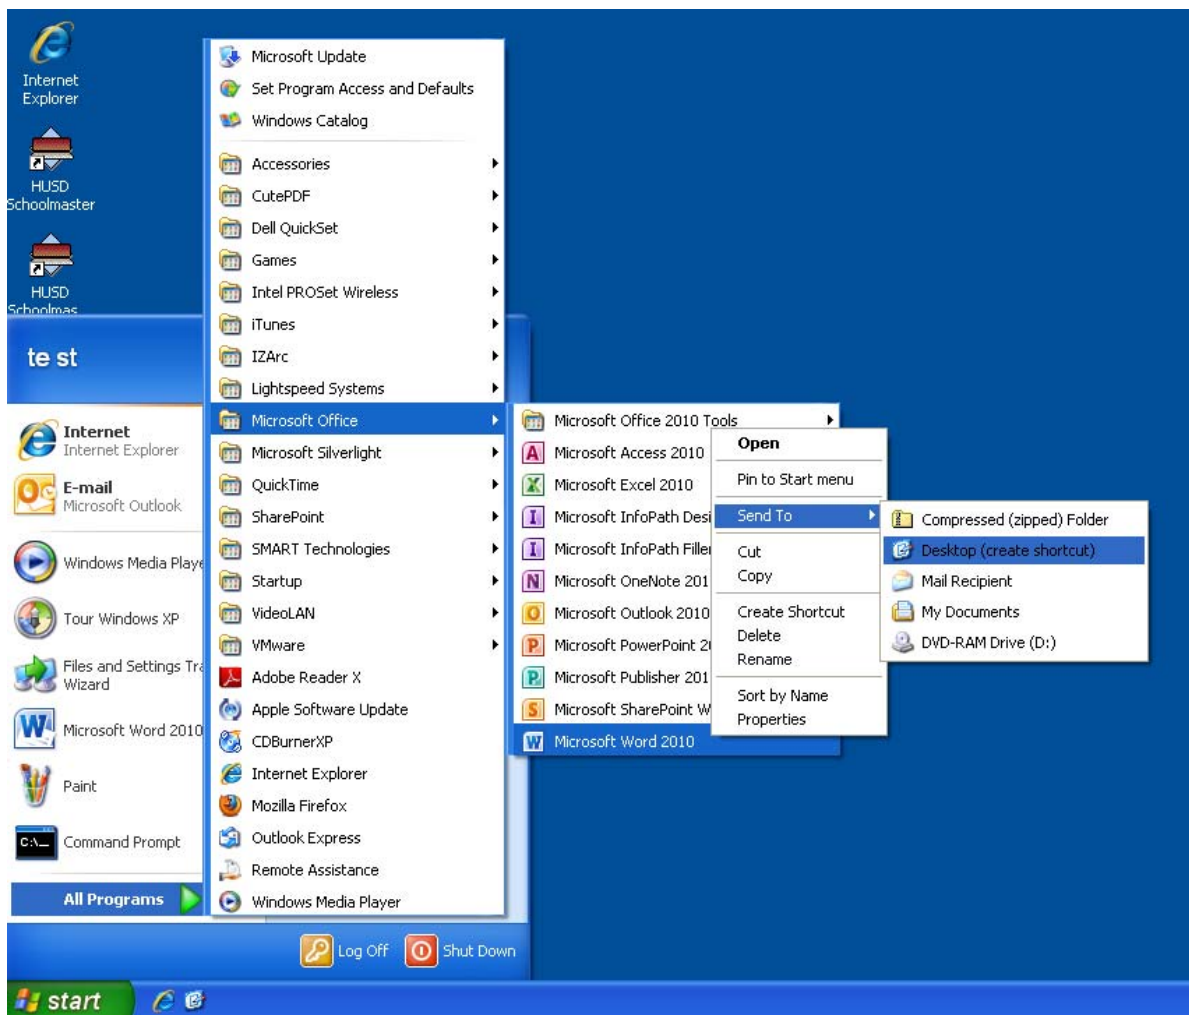 Internet
Explorer
HUSD
Schoolmaster
HUSD
Schoolmas
te st
Internet
Internet Explorer
E-mail
Microsoft Outlook
Windows Media Playe
Tour Windows XP
Files and Settings Tra
Wizard
Microsoft Word 2010
Paint
C:\_
Command Prompt
All Programs
Microsoft Update
Set Program Access and Defaults
Windows Catalog
Accessories
CutePDF
Dell QuickSet
Games
Intel PROSet Wireless
iTunes
IZArc
Lightspeed Systems
Microsoft Office
Microsoft Silverlight
QuickTime
SharePoint
SMART Technologies
Startup
VideoLAN
VMware
Adobe Reader X
Apple Software Update
CDBurnerXP
Internet Explorer
Mozilla Firefox
Outlook Express
Remote Assistance
Windows Media Player
Microsoft Office 2010 Tools
Microsoft Access 2010
Microsoft Excel 2010
Microsoft InfoPath Desi
Microsoft InfoPath Filler
Microsoft OneNote 201
Microsoft Outlook 2010
Microsoft PowerPoint 2
Microsoft Publisher 201
Microsoft SharePoint W
Microsoft Word 2010
Open
Pin to Start menu
Send To
Cut
Copy
Create Shortcut
Delete
Rename
Sort by Name
Properties
Compressed (zipped) Folder
Desktop (create shortcut)
Mail Recipient
My Documents
DVD-RAM Drive (D:)
Log Off
Shut Down
start